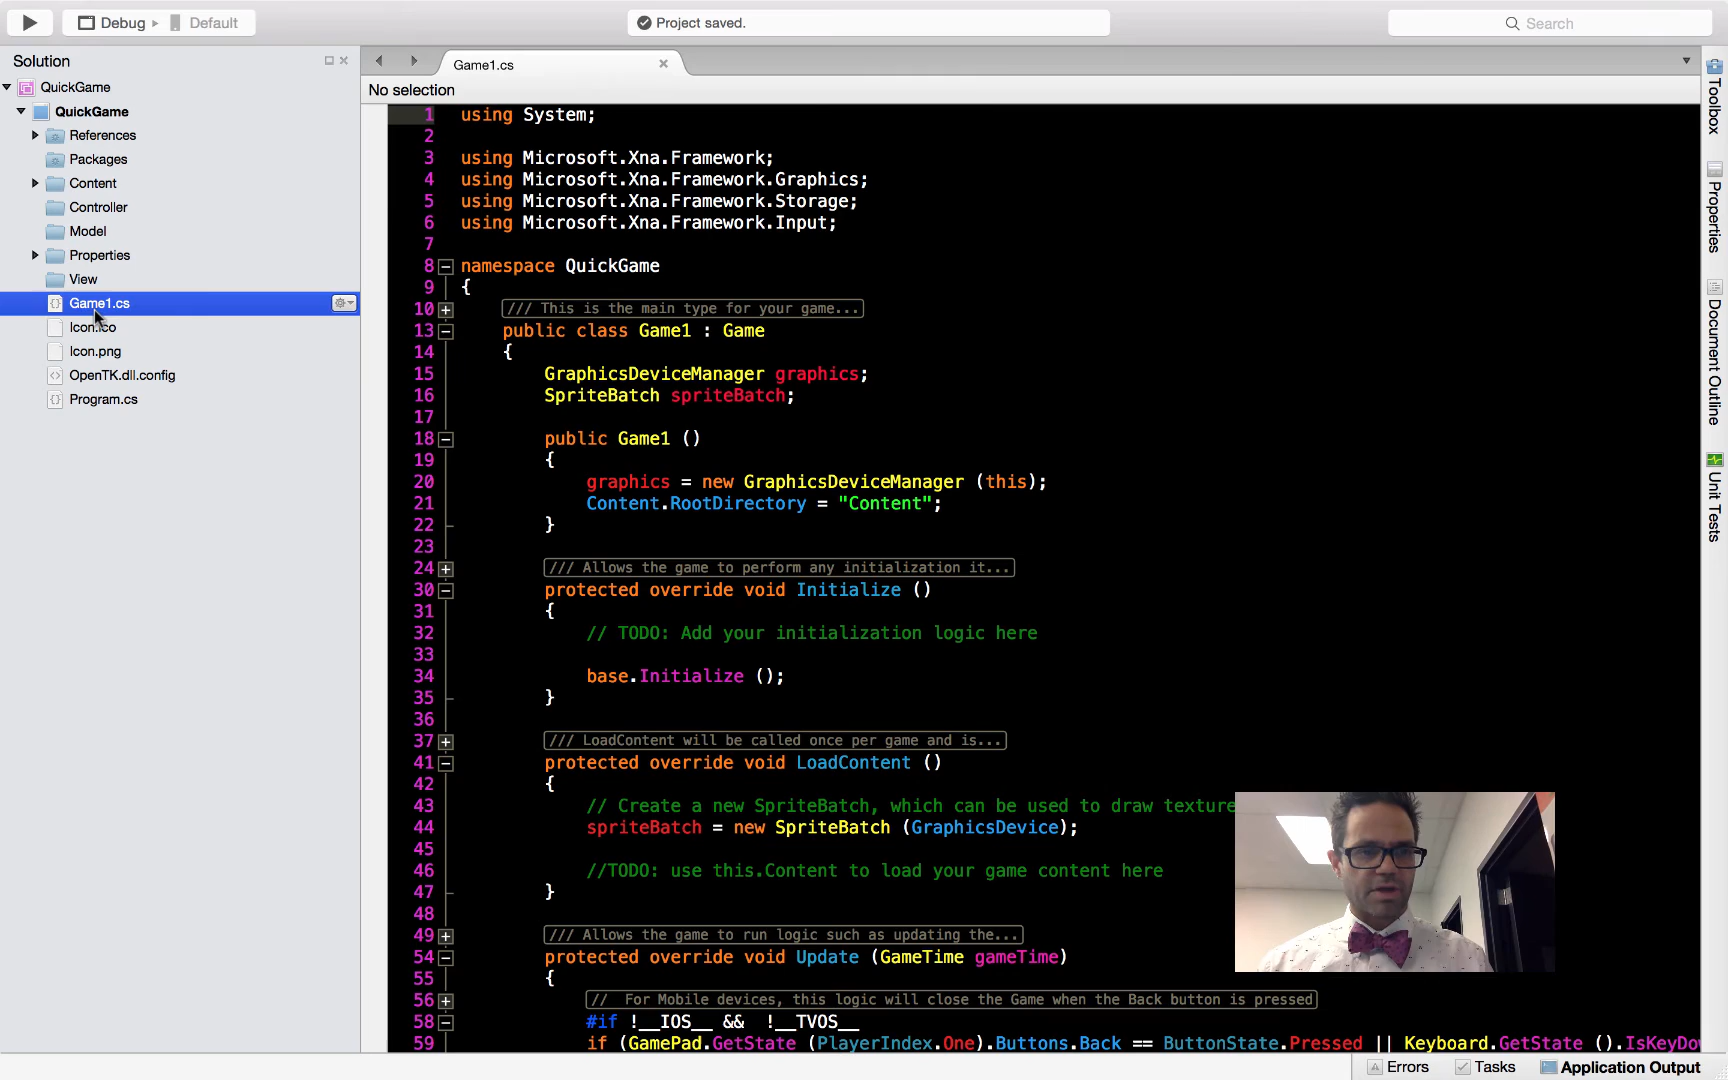 Debug
Default
Project saved.
Search
Solution
QuickGame
QuickGame
References
Packages
Content
Controller
Model
Properties
View
Game1.cs
Icon.png
OpenTK.dll.config
Program.cs
Game1.cs
No selection
1 using System;
2
3 using Microsoft.Xna.Framework;
4 using Microsoft.Xna.Framework.Graphics;
5 using Microsoft.Xna.Framework.Storage;
6 using Microsoft.Xna.Framework.Input;
7
8 namespace QuickGame
9 {
10 /// This is the main type for your game...
13 public class Game1 : Game
14 {
15 GraphicsDeviceManager graphics;
16 SpriteBatch spriteBatch;
17
18 public Game1 ()
19 {
20 graphics = new GraphicsDeviceManager (this);
21 Content.RootDirectory = "Content";
22 }
23
24 /// Allows the game to perform any initialization it...
30 protected override void Initialize ()
31 {
32 // TODO: Add your initialization logic here
33
34 base.Initialize ();
35 }
36
37 /// LoadContent will be called once per game and is...
41 protected override void LoadContent ()
42 {
43 // Create a new SpriteBatch, which can be used to draw texture
44 spriteBatch = new SpriteBatch (GraphicsDevice);
45
46 //TODO: use this.Content to load your game content here
47 }
48
49 /// Allows the game to run logic such as updating the...
54 protected override void Update (GameTime gameTime)
55 {
56 // For Mobile devices, this logic will close the Game when the Back button is pressed
58 #if !__IOS__ && !__TVOS__
59 if (GamePad.GetState (PlayerIndex.One).Buttons.Back == ButtonState.Pressed || Keyboard.GetState ().IsKeyDo
Toolbox
Properties
Document Outline
Unit Tests
Errors
Tasks
Application Output